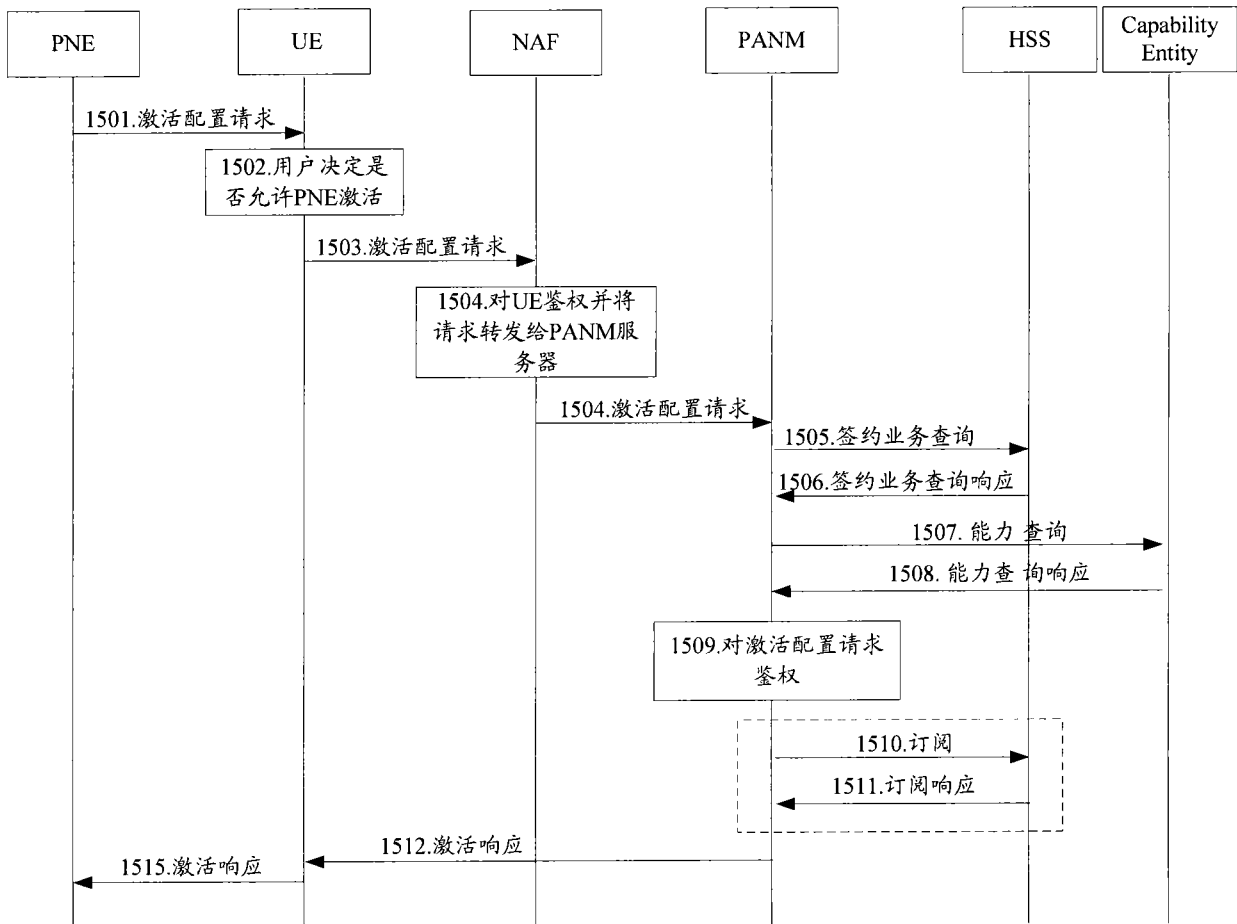 PNE
UE
NAF
PANM
HSS
Capability
Entity
1501.激活配置请求
1502.用户决定是
否允许PNE激活
1503.激活配置请求
1504.对UE鉴权并将
请求转发给PANM服
务器
1504.激活配置请求
1505.签约业务查询
1506.签约业务查询响应
1507. 能力 查询
1508. 能力查 询响应
1509.对激活配置请求
鉴权
1510.订阅
1511.订阅响应
1512.激活响应
1515.激活响应